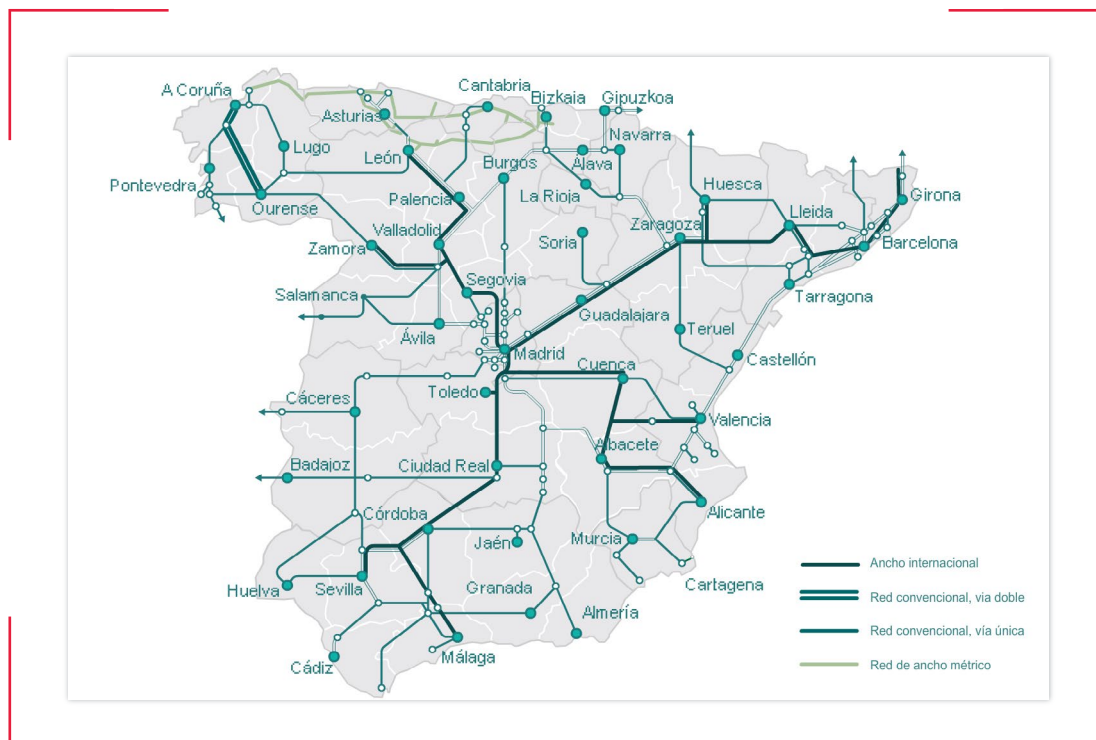 Cantabria
A Coruña
Bizkaia
Gipuzkoa
Asturias
Navarra
Lugo
León
Burgos
Álava
Pontevedra
Ourense
Palencia
La Rioja
Huesca
Girona
Valladolid
Zaragoza
Lleida
Zamora
Soria
Barcelona
Segovia
Salamanca
Tarragona
Guadalajara
Ávila
Teruel
Madrid
Castellón
Cuenca
Toledo
Cáceres
Valencia
Albacete
Badajoz
Ciudad Real
Alicante
Córdoba
Jaén
Murcia
Huelva
Sevilla
Granada
Cartagena
Almería
Cádiz
Málaga
Ancho internacional
Red convencional, via doble
Red convencional, vía única
Red de ancho métrico